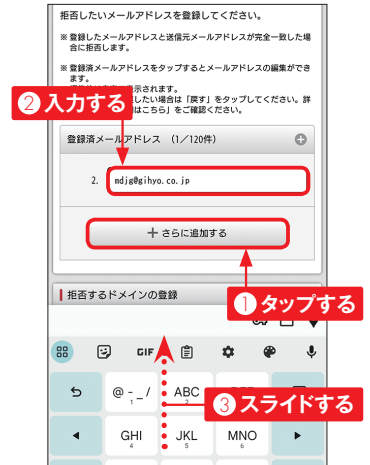 拒否したいメールアドレスを登録してください。
※ 登録したメールアドレスと送信元メールアドレスが完全一致した場
合に拒否します。
※ 登録済メールアドレスをタップするとメールアドレスの編集ができ
ます。
示されます。
②入力する
したい場合は「戻す」をタップしてください。詳
はこちら」をご確認ください。
登録済メールアドレス （1／120件）
2. mdjg@gihyo.co.jp
＋ さらに追加する
①タップする
拒否するドメインの登録
GIF
@ - _ /
1
ABC
2
③スライドする
GHI
4
JKL
5
MNO
6